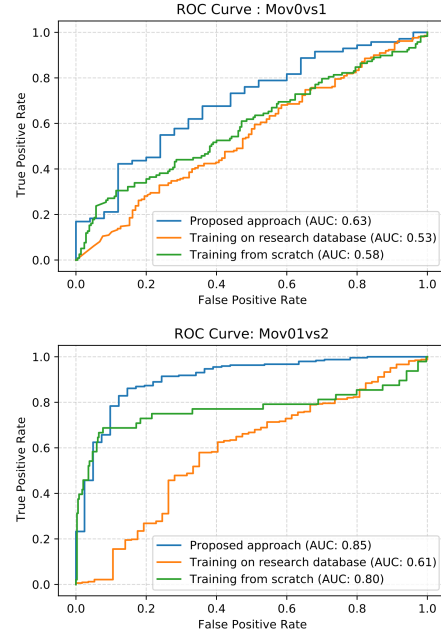 ROC Curve : Mov0vs1
1.0
0.8
0.6
0.4
0.2
0.0
True Positive Rate
Proposed approach (AUC: 0.63)
Training on research database (AUC: 0.53)
Training from scratch (AUC: 0.58)
0.0 0.2 0.4 0.6 0.8 1.0
False Positive Rate
ROC Curve: Mov01vs2
1.0
0.8
0.6
0.4
0.2
0.0
True Positive Rate
Proposed approach (AUC: 0.85)
Training on research database (AUC: 0.61)
Training from scratch (AUC: 0.80)
0.0 0.2 0.4 0.6 0.8 1.0
False Positive Rate